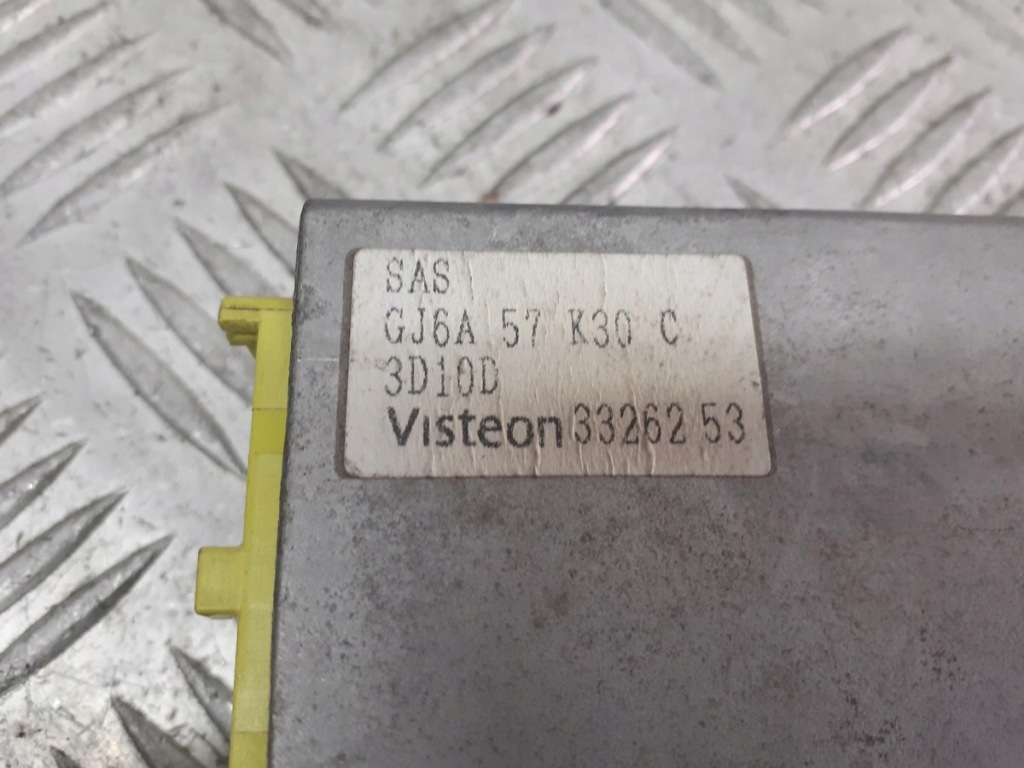 SAS
GJ6A 57 K30 C
3D10D
Visteon 33262 53